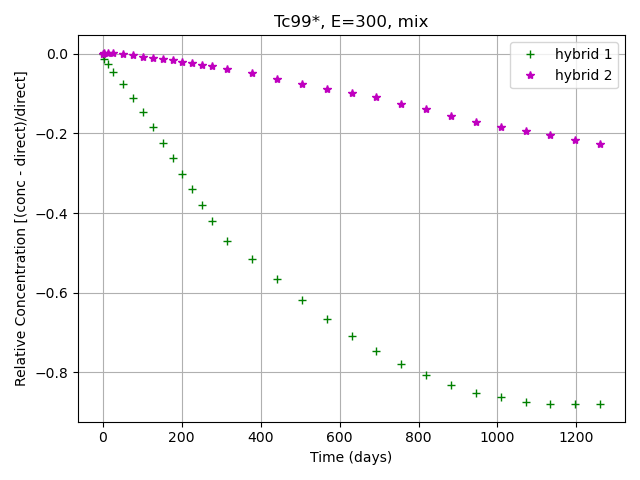 Tc99*, E=300, mix
hybrid 1
hybrid 2
Relative Concentration [(conc - direct)/direct]
0.0
−0.2
−0.4
−0.6
−0.8
0 200 400 600 800 1000 1200
Time (days)